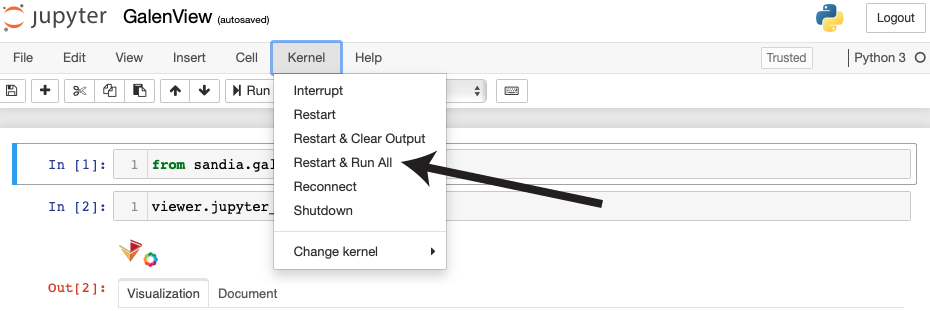 jupyter GalenView (autosaved) Logout
File Edit View Insert Cell Kernel Help Trusted Python 3
Run
Interrupt
Restart
Restart & Clear Output
Restart & Run All
Reconnect
Shutdown
Change kernel
In [1]: 1 from sandia.gal
In [2]: 1 viewer.jupyter_
Out[2]: Visualization Document